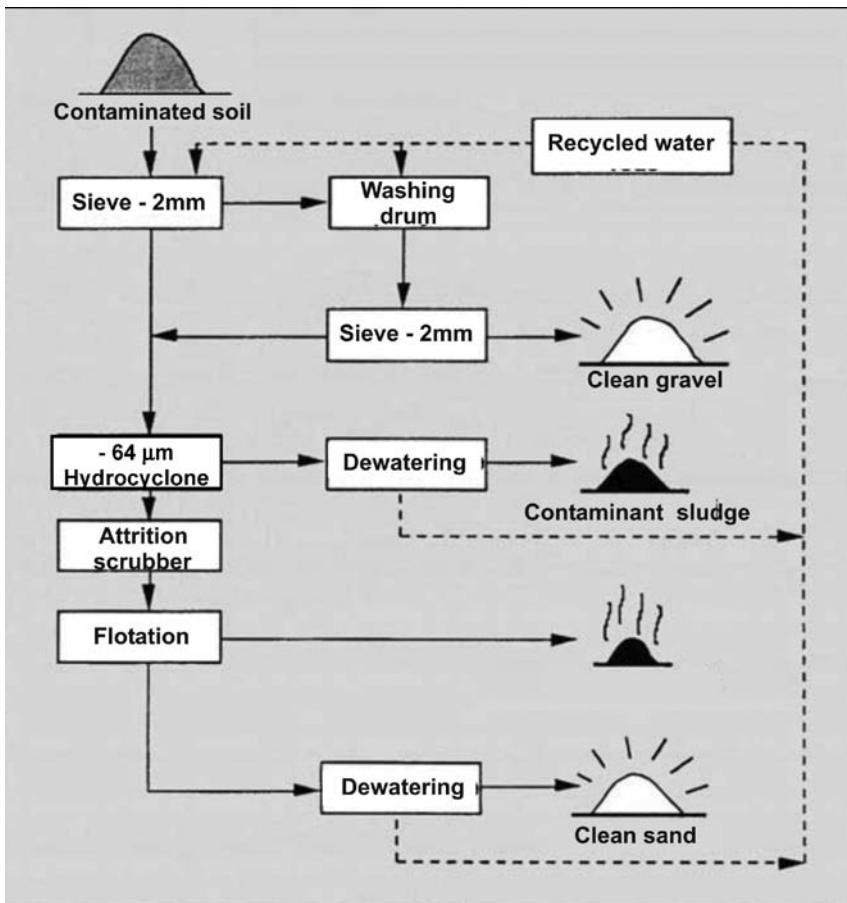 Contaminated soil
Recycled water
Sieve - 2mm
Washing
drum
Sieve - 2mm
Clean gravel
- 64 µm
Hydrocyclone
Dewatering
Contaminant sludge
Attrition
scrubber
Flotation
Dewatering
Clean sand